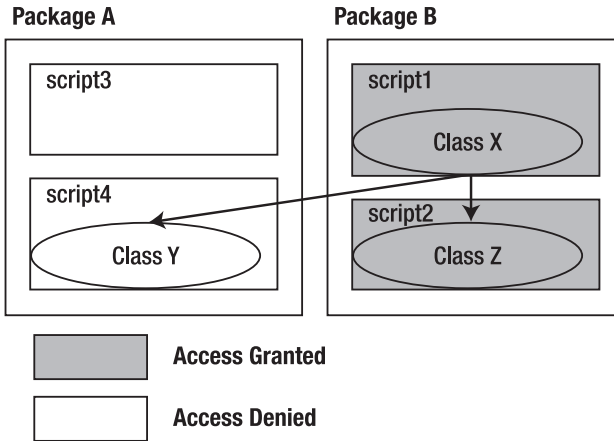 Package A
Package B
script3
script1
Class X
script4
script2
Class Y
Class Z
Access Granted
Access Denied